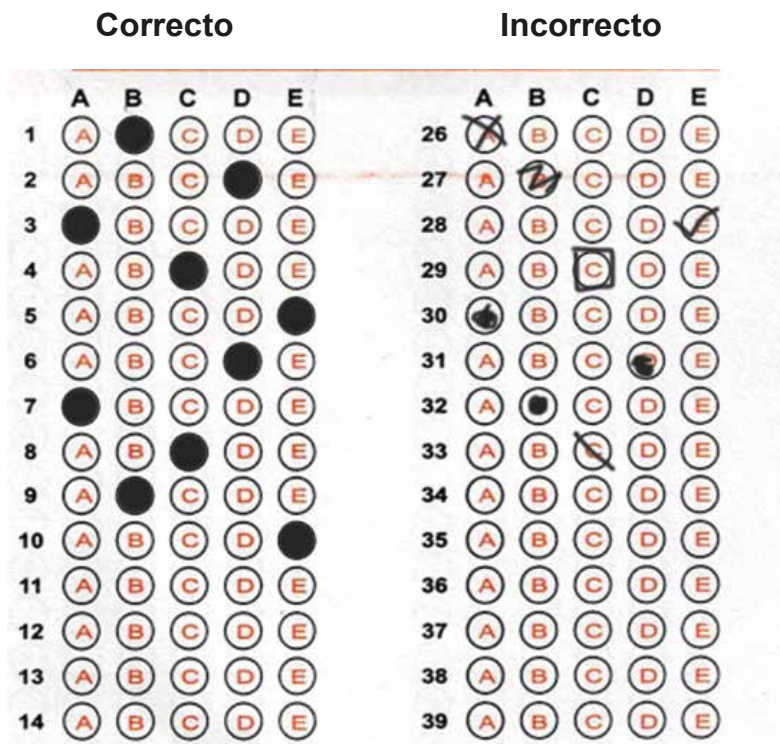 Correcto
A B C D E
1 A C D E
2 A B C E
3 B C D E
4 A B D E
5 A B C D
6 A B C E
7 B C D E
8 A B D E
9 A C D E
10 A B C D
11 A B C D E
12 A B C D E
13 A B C D E
14 A B C D E
Incorrecto
A B C D E
26 A B C D E
27 A B C D E
28 A B C D E
29 A B C D E
30 B C D E
31 A B C E
32 A C D E
33 A B C D E
34 A B C D E
35 A B C D E
36 A B C D E
37 A B C D E
38 A B C D E
39 A B C D E